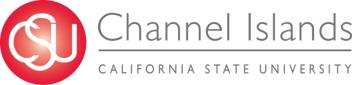 CSU
Channel Islands
CALIFORNIA STATE UNIVERSITY